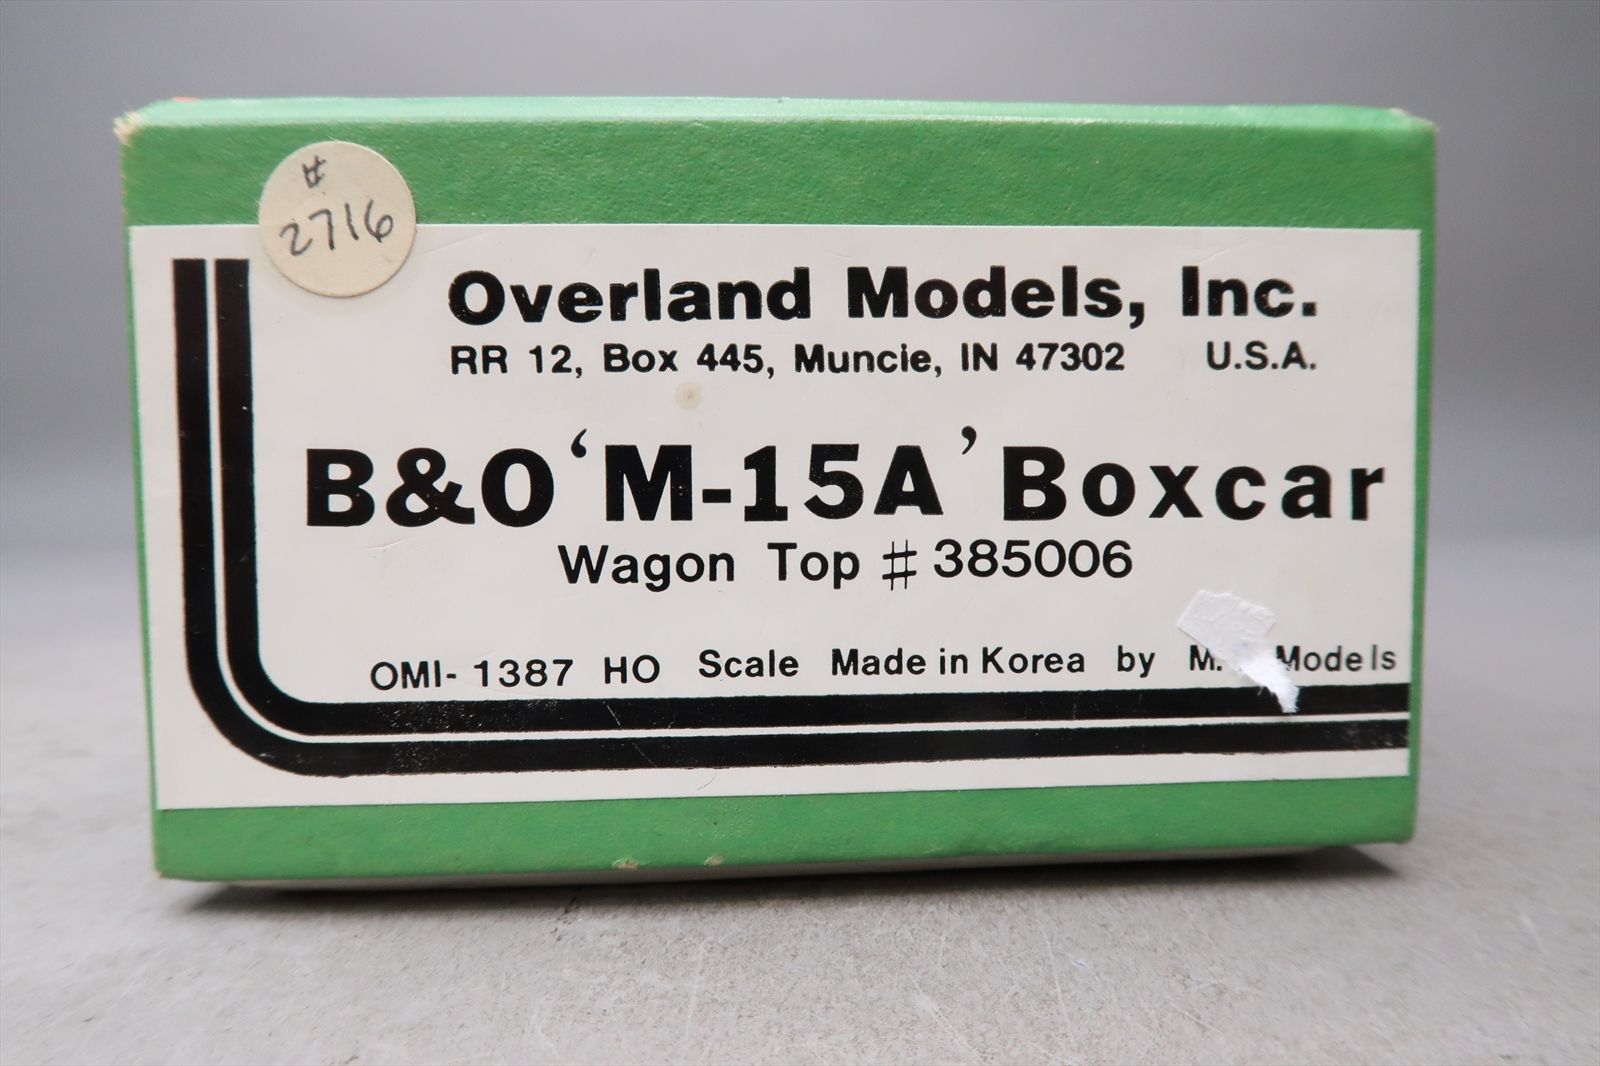 #
2716
Overland Models, Inc.
RR 12, Box 445, Muncie, IN 47302 U.S.A.
B&O ‘M-15A’ Boxcar
Wagon Top # 385006
OMI- 1387 HO Scale Made in Korea by M. Models